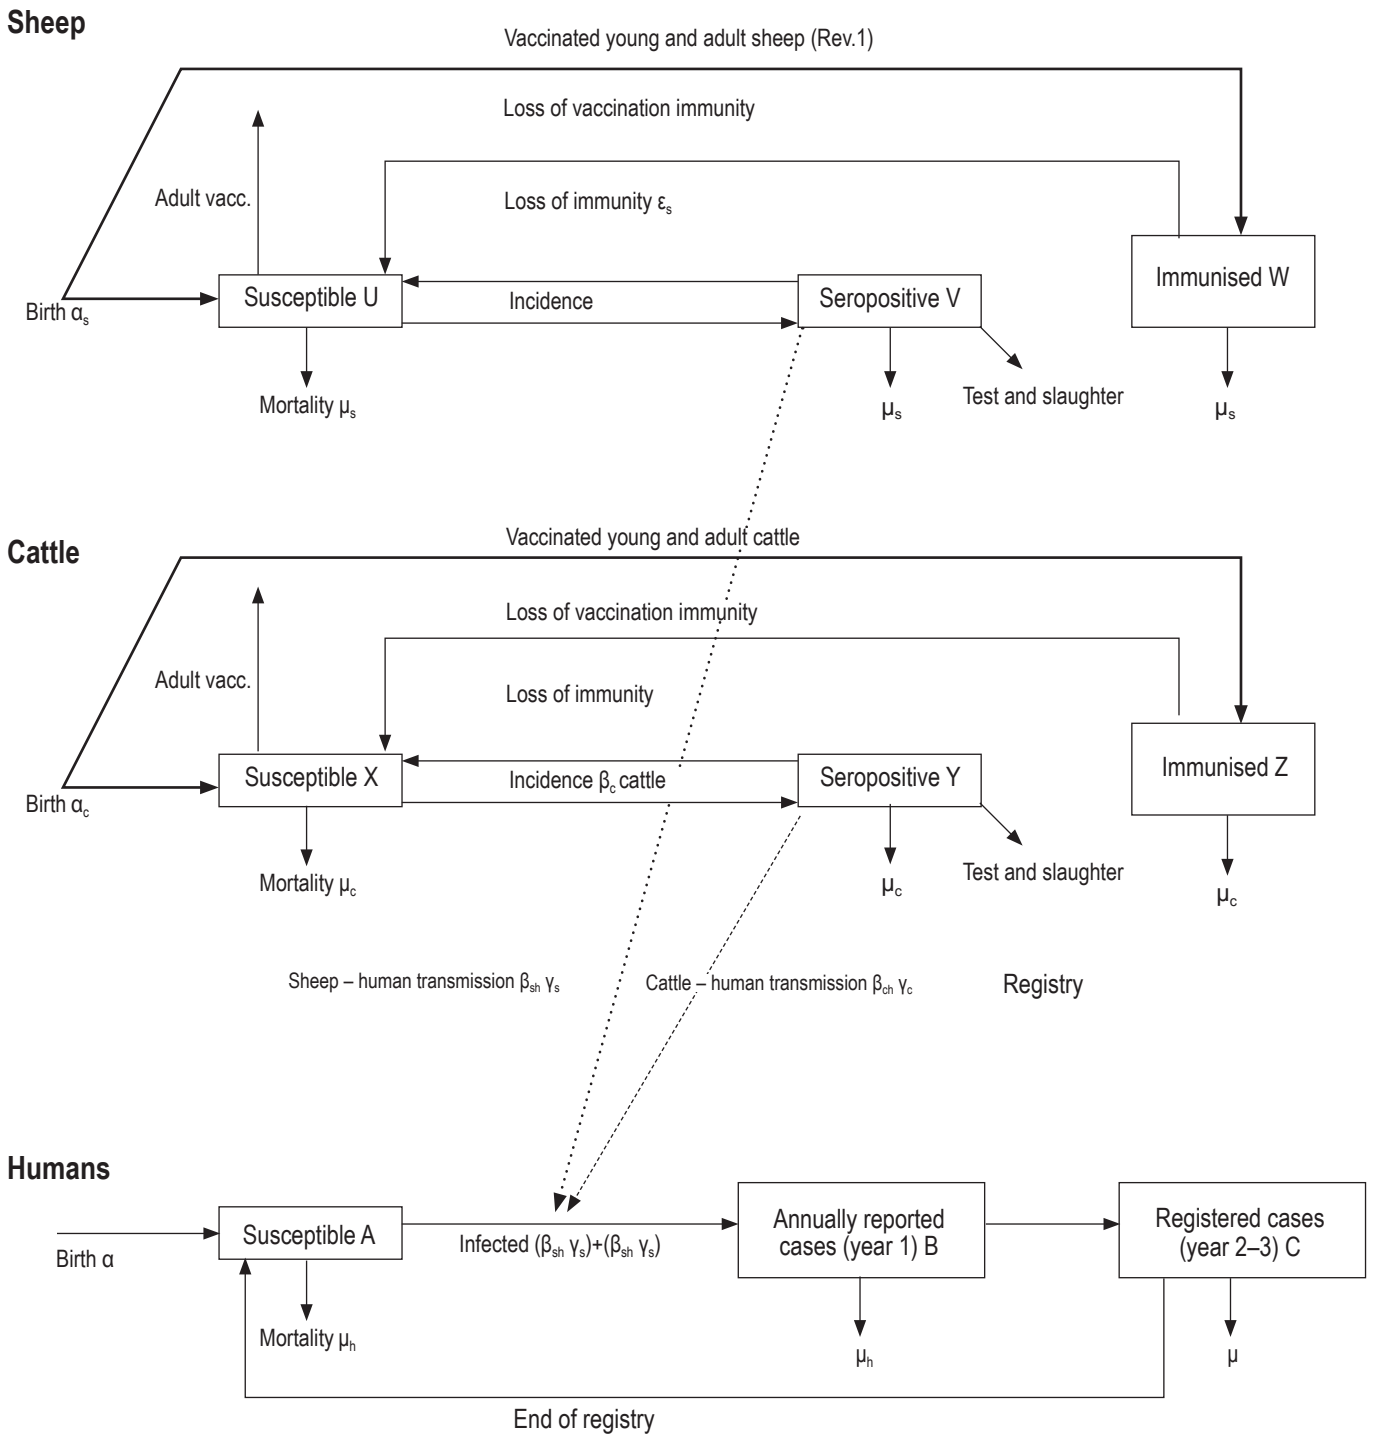 Sheep
Vaccinated young and adult sheep (Rev.1)
Loss of vaccination immunity
Adult vacc.
Loss of immunity εs
Birth αs
Susceptible U
Incidence
Seropositive V
Immunised W
Mortality μs
μs
Test and slaughter
μs
Cattle
Vaccinated young and adult cattle
Loss of vaccination immunity
Adult vacc.
Loss of immunity
Birth αc
Susceptible X
Incidence βc cattle
Seropositive Y
Immunised Z
Mortality μc
μc
Test and slaughter
μc
Sheep – human transmission βsh γs
Cattle – human transmission βch γc
Registry
Humans
Birth α
Susceptible A
Infected (βsh γs)+(βsh γs)
Annually reported
cases (year 1) B
Registered cases
(year 2–3) C
Mortality μh
μh
μ
End of registry